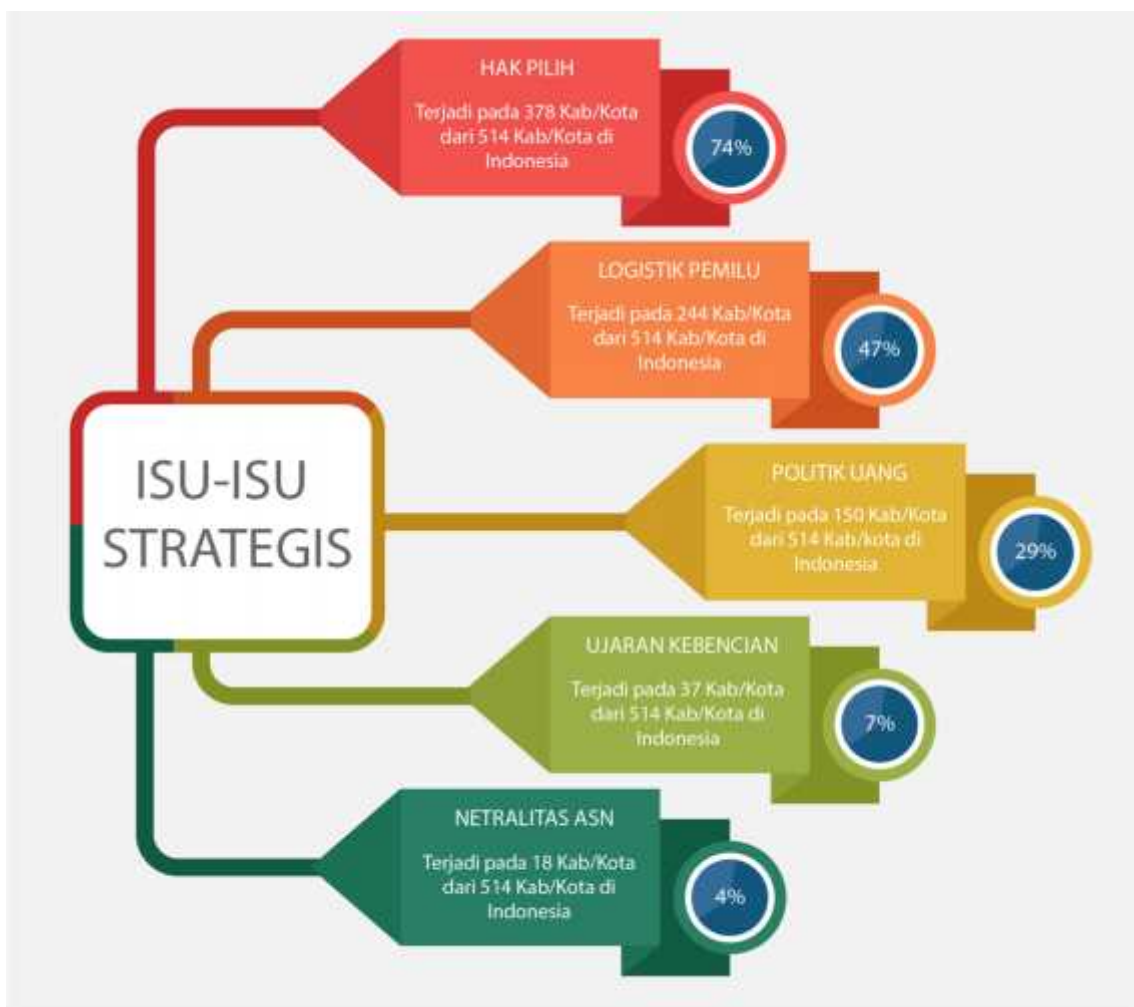 HAK PILIH
Terjadi pada 378 Kab/Kota
dari 514 Kab/Kota di
Indonesia
74%
LOGISTIK PEMILU
Terjadi pada 244 Kab/Kota
dari 514 Kab/Kota di
Indonesia
47%
ISU-ISU
STRATEGIS
POLITIK UANG
Terjadi pada 150 Kab/Kota
dari 514 Kab/kota di
Indonesia
29%
UJARAN KEBENCIAN
Terjadi pada 37 Kab/Kota
dari 514 Kab/Kota di
Indonesia
7%
NETRALITAS ASN
Terjadi pada 18 Kab/Kota
dari 514 Kab/Kota di
Indonesia
4%